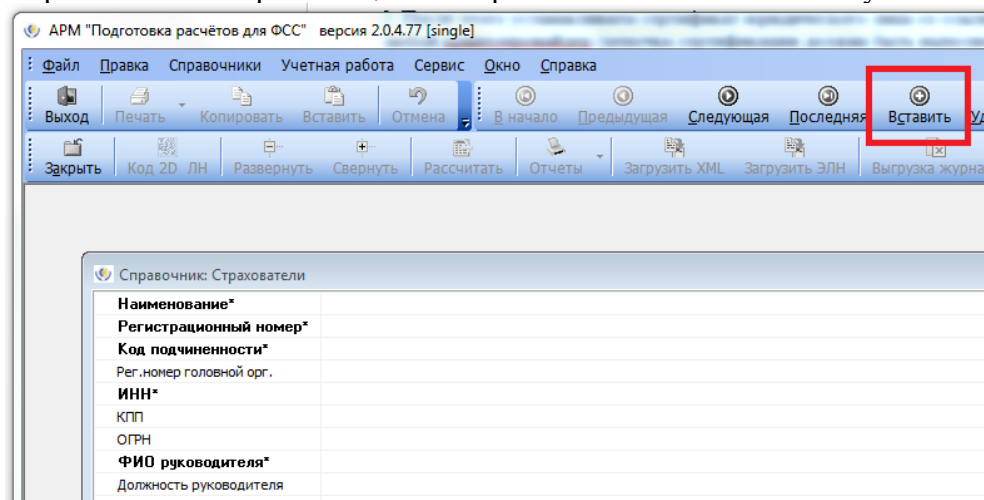 АРМ "Подготовка расчётов для ФСС" версия 2.0.4.77 [single]
Файл Правка Справочники Учетная работа Сервис Окно Справка
Выход Печать Копировать Вставить Отмена В начало Предыдущая Следующая Последняя Вставить
Закрыть Код 2D ЛН Развернуть Свернуть Рассчитать Отчеты Загрузить XML Загрузить ЭЛН Выгрузка
Справочник: Страхователи
Наименование*
Регистрационный номер*
Код подчиненности*
Рег.номер головной орг.
ИНН*
КПП
ОГРН
ФИО руководителя*
Должность руководителя